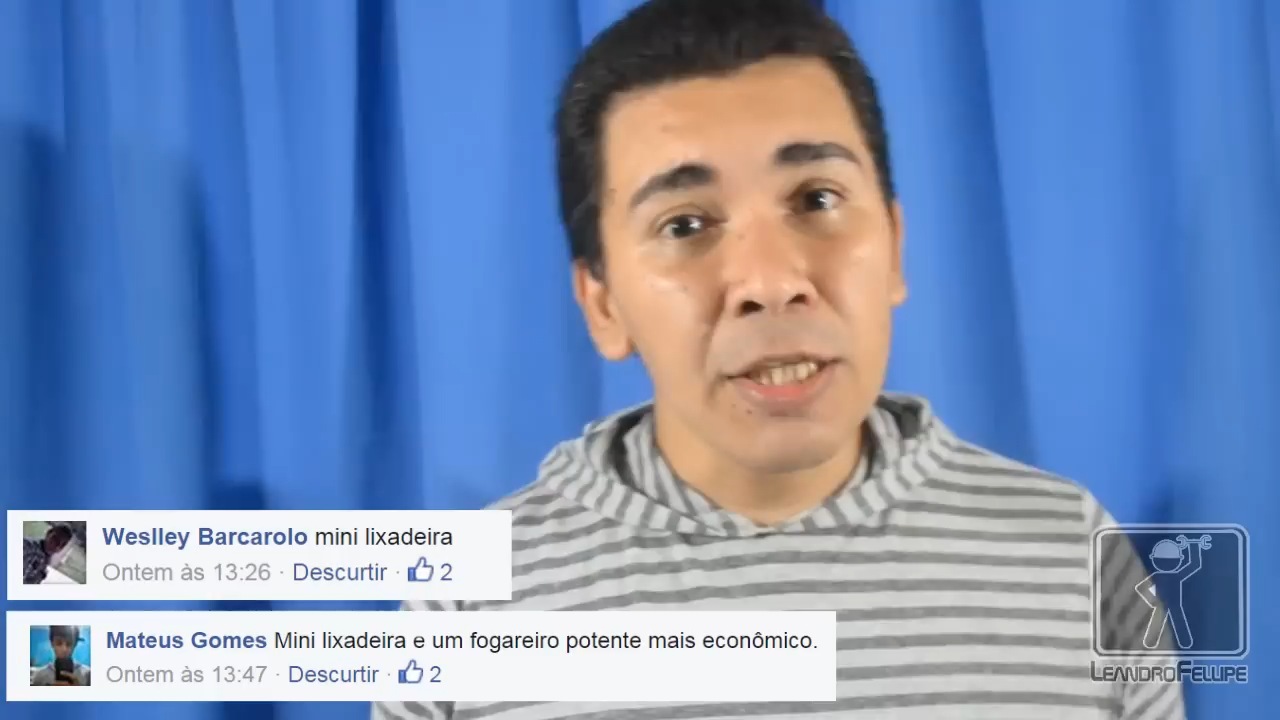 Weslley Barcarolo mini lixadeira
Ontem às 13:26 · Descurtir · 2
Mateus Gomes Mini lixadeira e um fogareiro potente mais econômico.
Ontem às 13:47 · Descurtir · 2
LEANDROFELLIPE